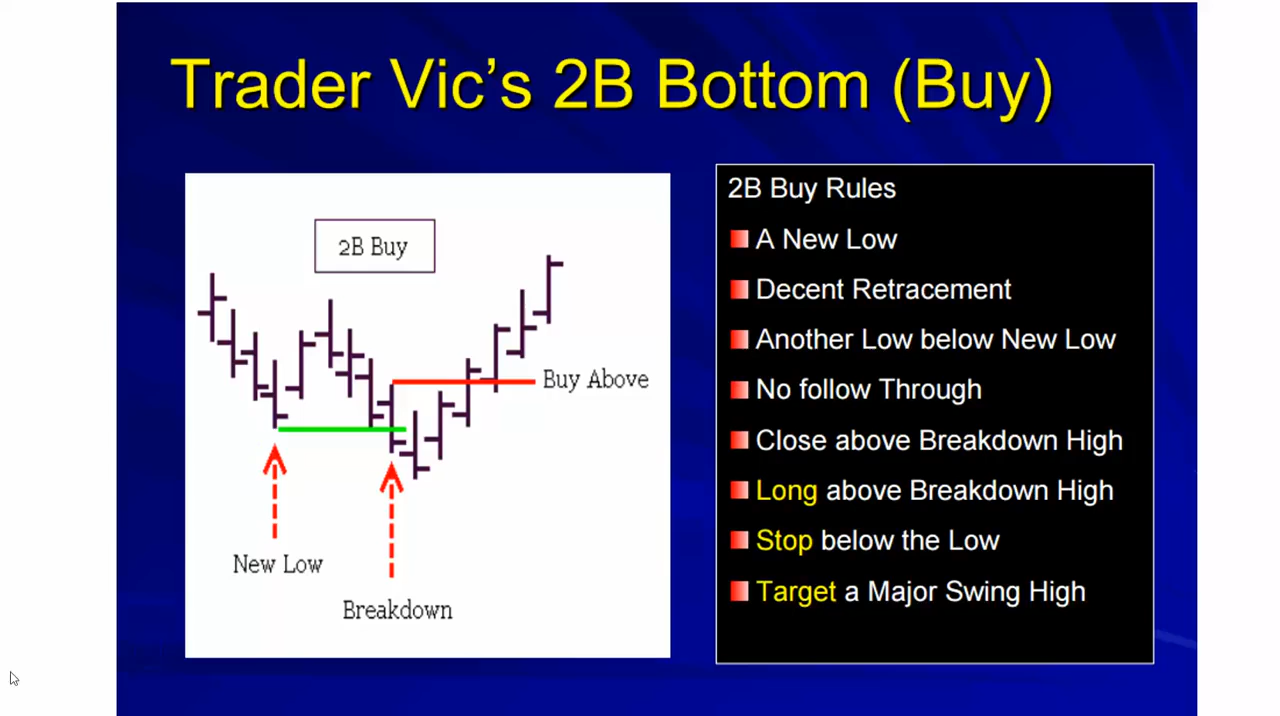 Trader Vic's 2B Bottom (Buy)
2B Buy
Buy Above
New Low
Breakdown
2B Buy Rules
A New Low
Decent Retracement
Another Low below New Low
No follow Through
Close above Breakdown High
Long above Breakdown High
Stop below the Low
Target a Major Swing High